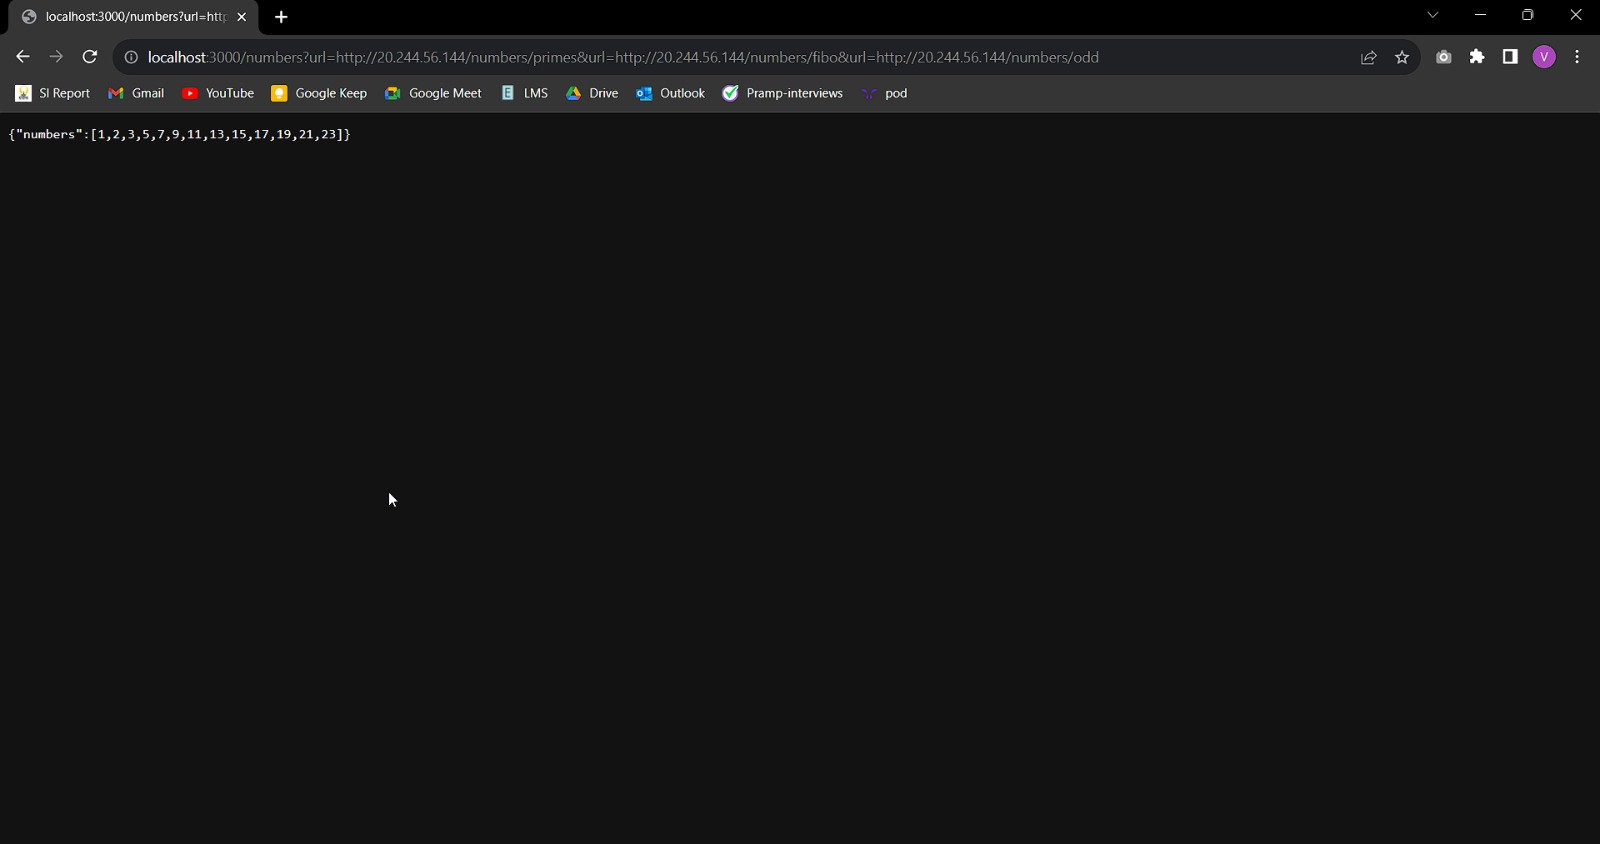 localhost:3000/numbers?url=http
localhost:3000/numbers?url=http://20.244.56.144/numbers/primes&url=http://20.244.56.144/numbers/fibo&url=http://20.244.56.144/numbers/odd
V
SI Report Gmail YouTube Google Keep Google Meet LMS Drive Outlook Pramp-interviews pod
{"numbers":[1,2,3,5,7,9,11,13,15,17,19,21,23]}